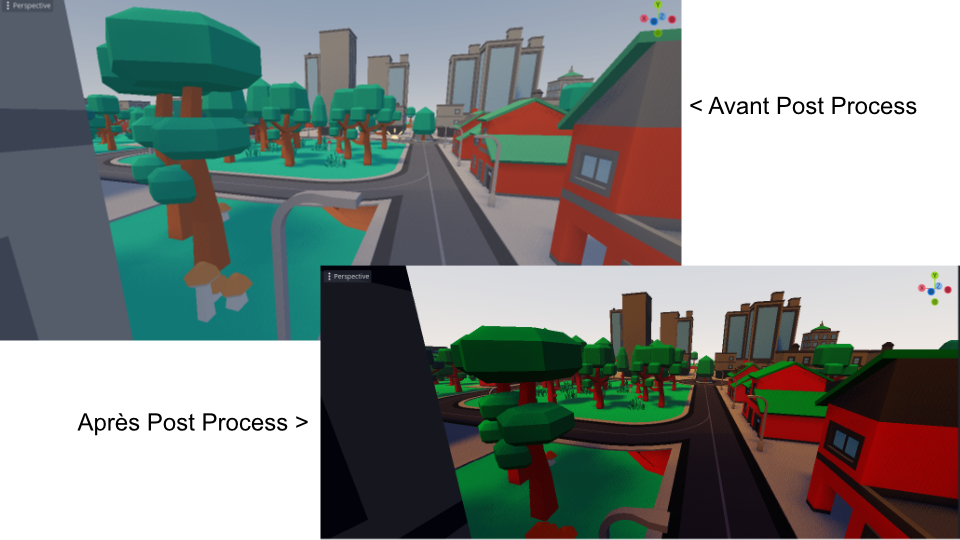 Perspective
Y
X
Z
< Avant Post Process
Perspective
Y
X
Z
Après Post Process >